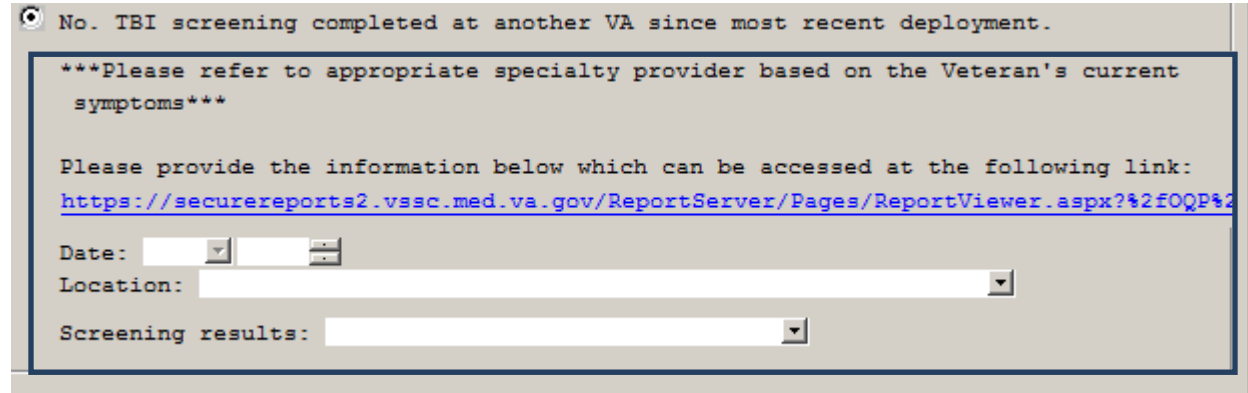 No. TBI screening completed at another VA since most recent deployment.
***Please refer to appropriate specialty provider based on the Veteran's current
symptoms***
Please provide the information below which can be accessed at the following link:
https://securereports2.vssc.med.va.gov/ReportServer/Pages/ReportViewer.aspx?%2fOQP%2
Date:
Location:
Screening results: